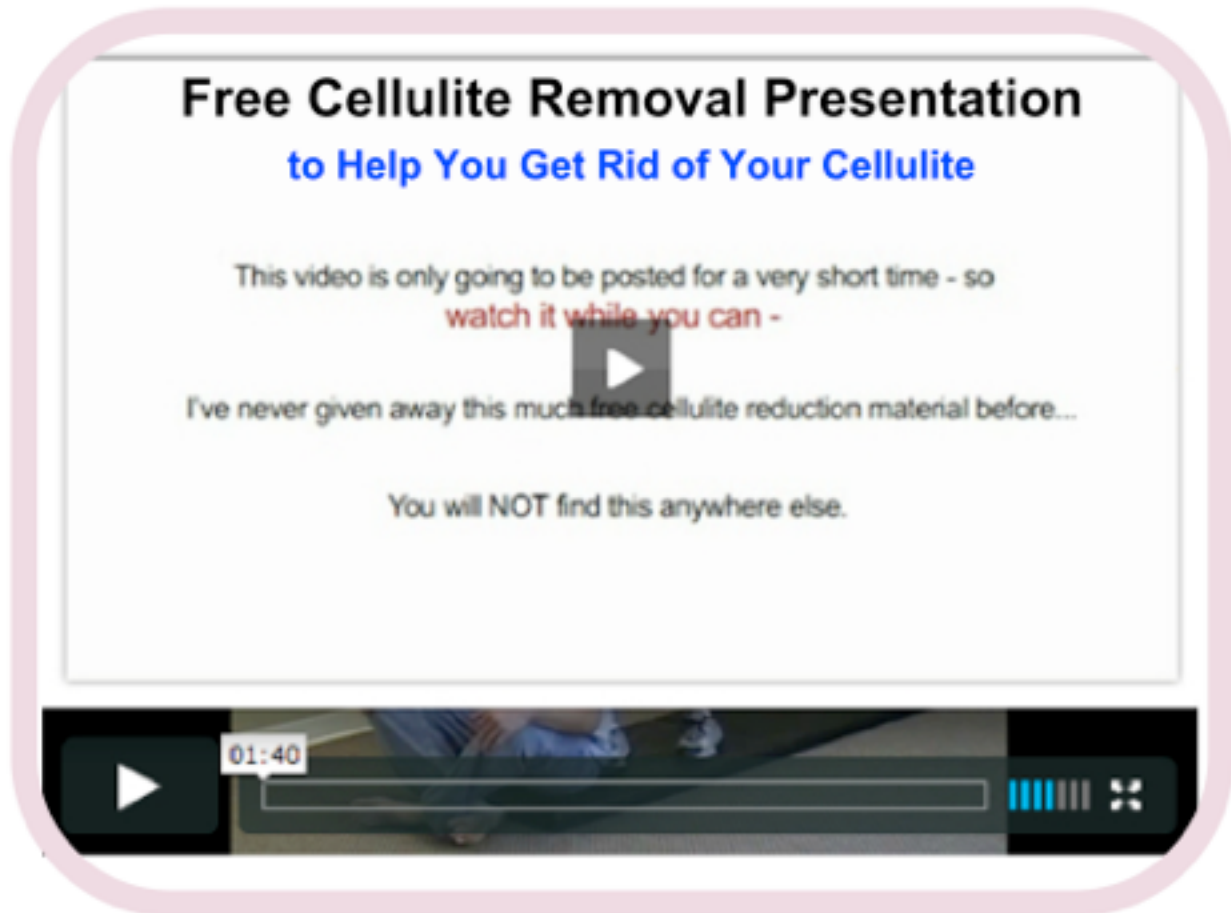 Free Cellulite Removal Presentation
to Help You Get Rid of Your Cellulite
This video is only going to be posted for a very short time - so
watch it while you can -
I've never given away this much free cellulite reduction material before...
You will NOT find this anywhere else.
01:40